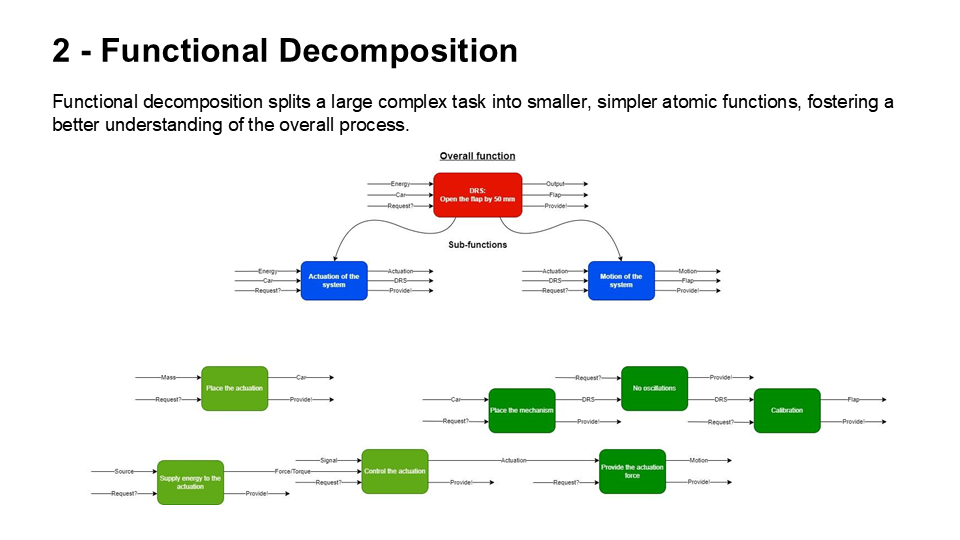 2 - Functional Decomposition
Functional decomposition splits a large complex task into smaller, simpler atomic functions, fostering a
better understanding of the overall process.
Overall function
Energy
Car
Request?
DRS:
Open the flap by 50 mm
Output
Flap
Provide!
Sub-functions
Energy
Car
Request?
Actuation of the
system
Actuation
DRS
Provide!
Actuation
DRS
Request?
Motion of the
system
Motion
Flap
Provide!
Mass
Request?
Place the actuation
Car
Provide!
Car
Request?
Place the mechanism
DRS
Provide!
Request?
No oscillations
Provide!
DRS
Request?
Calibration
Flap
Provide!
Source
Request?
Supply energy to the
actuation
Force/Torque
Provide!
Signal
Request?
Control the actuation
Actuation
Provide!
Request?
Provide the actuation
force
Motion
Provide!